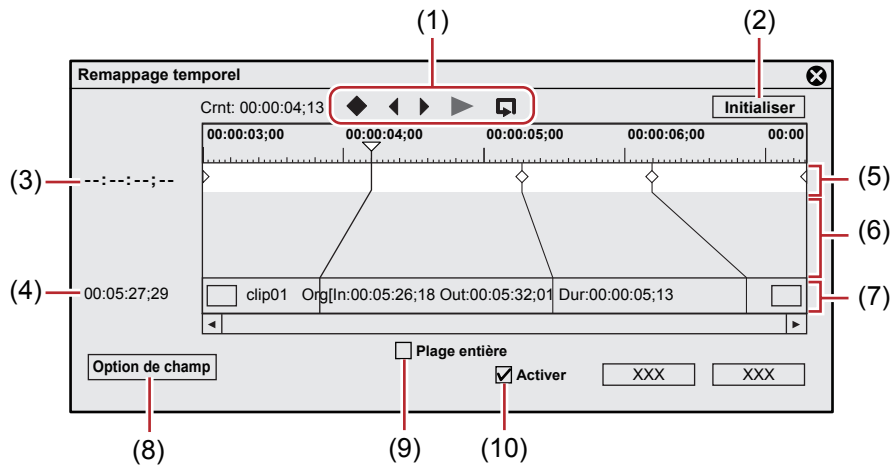 (1)
(2)
Remappage temporel
Crnt: 00:00:04;13
Initialiser
00:00:03;00 00:00:04;00 00:00:05;00 00:00:06;00 00:00
(3)
--:--:--;--
(5)
(6)
(4)
00:05:27;29
clip01 Org[In:00:05:26;18 Out:00:05:32;01 Dur:00:00:05;13
(7)
Plage entière
Option de champ
Activer
XXX
XXX
(8)
(9)
(10)